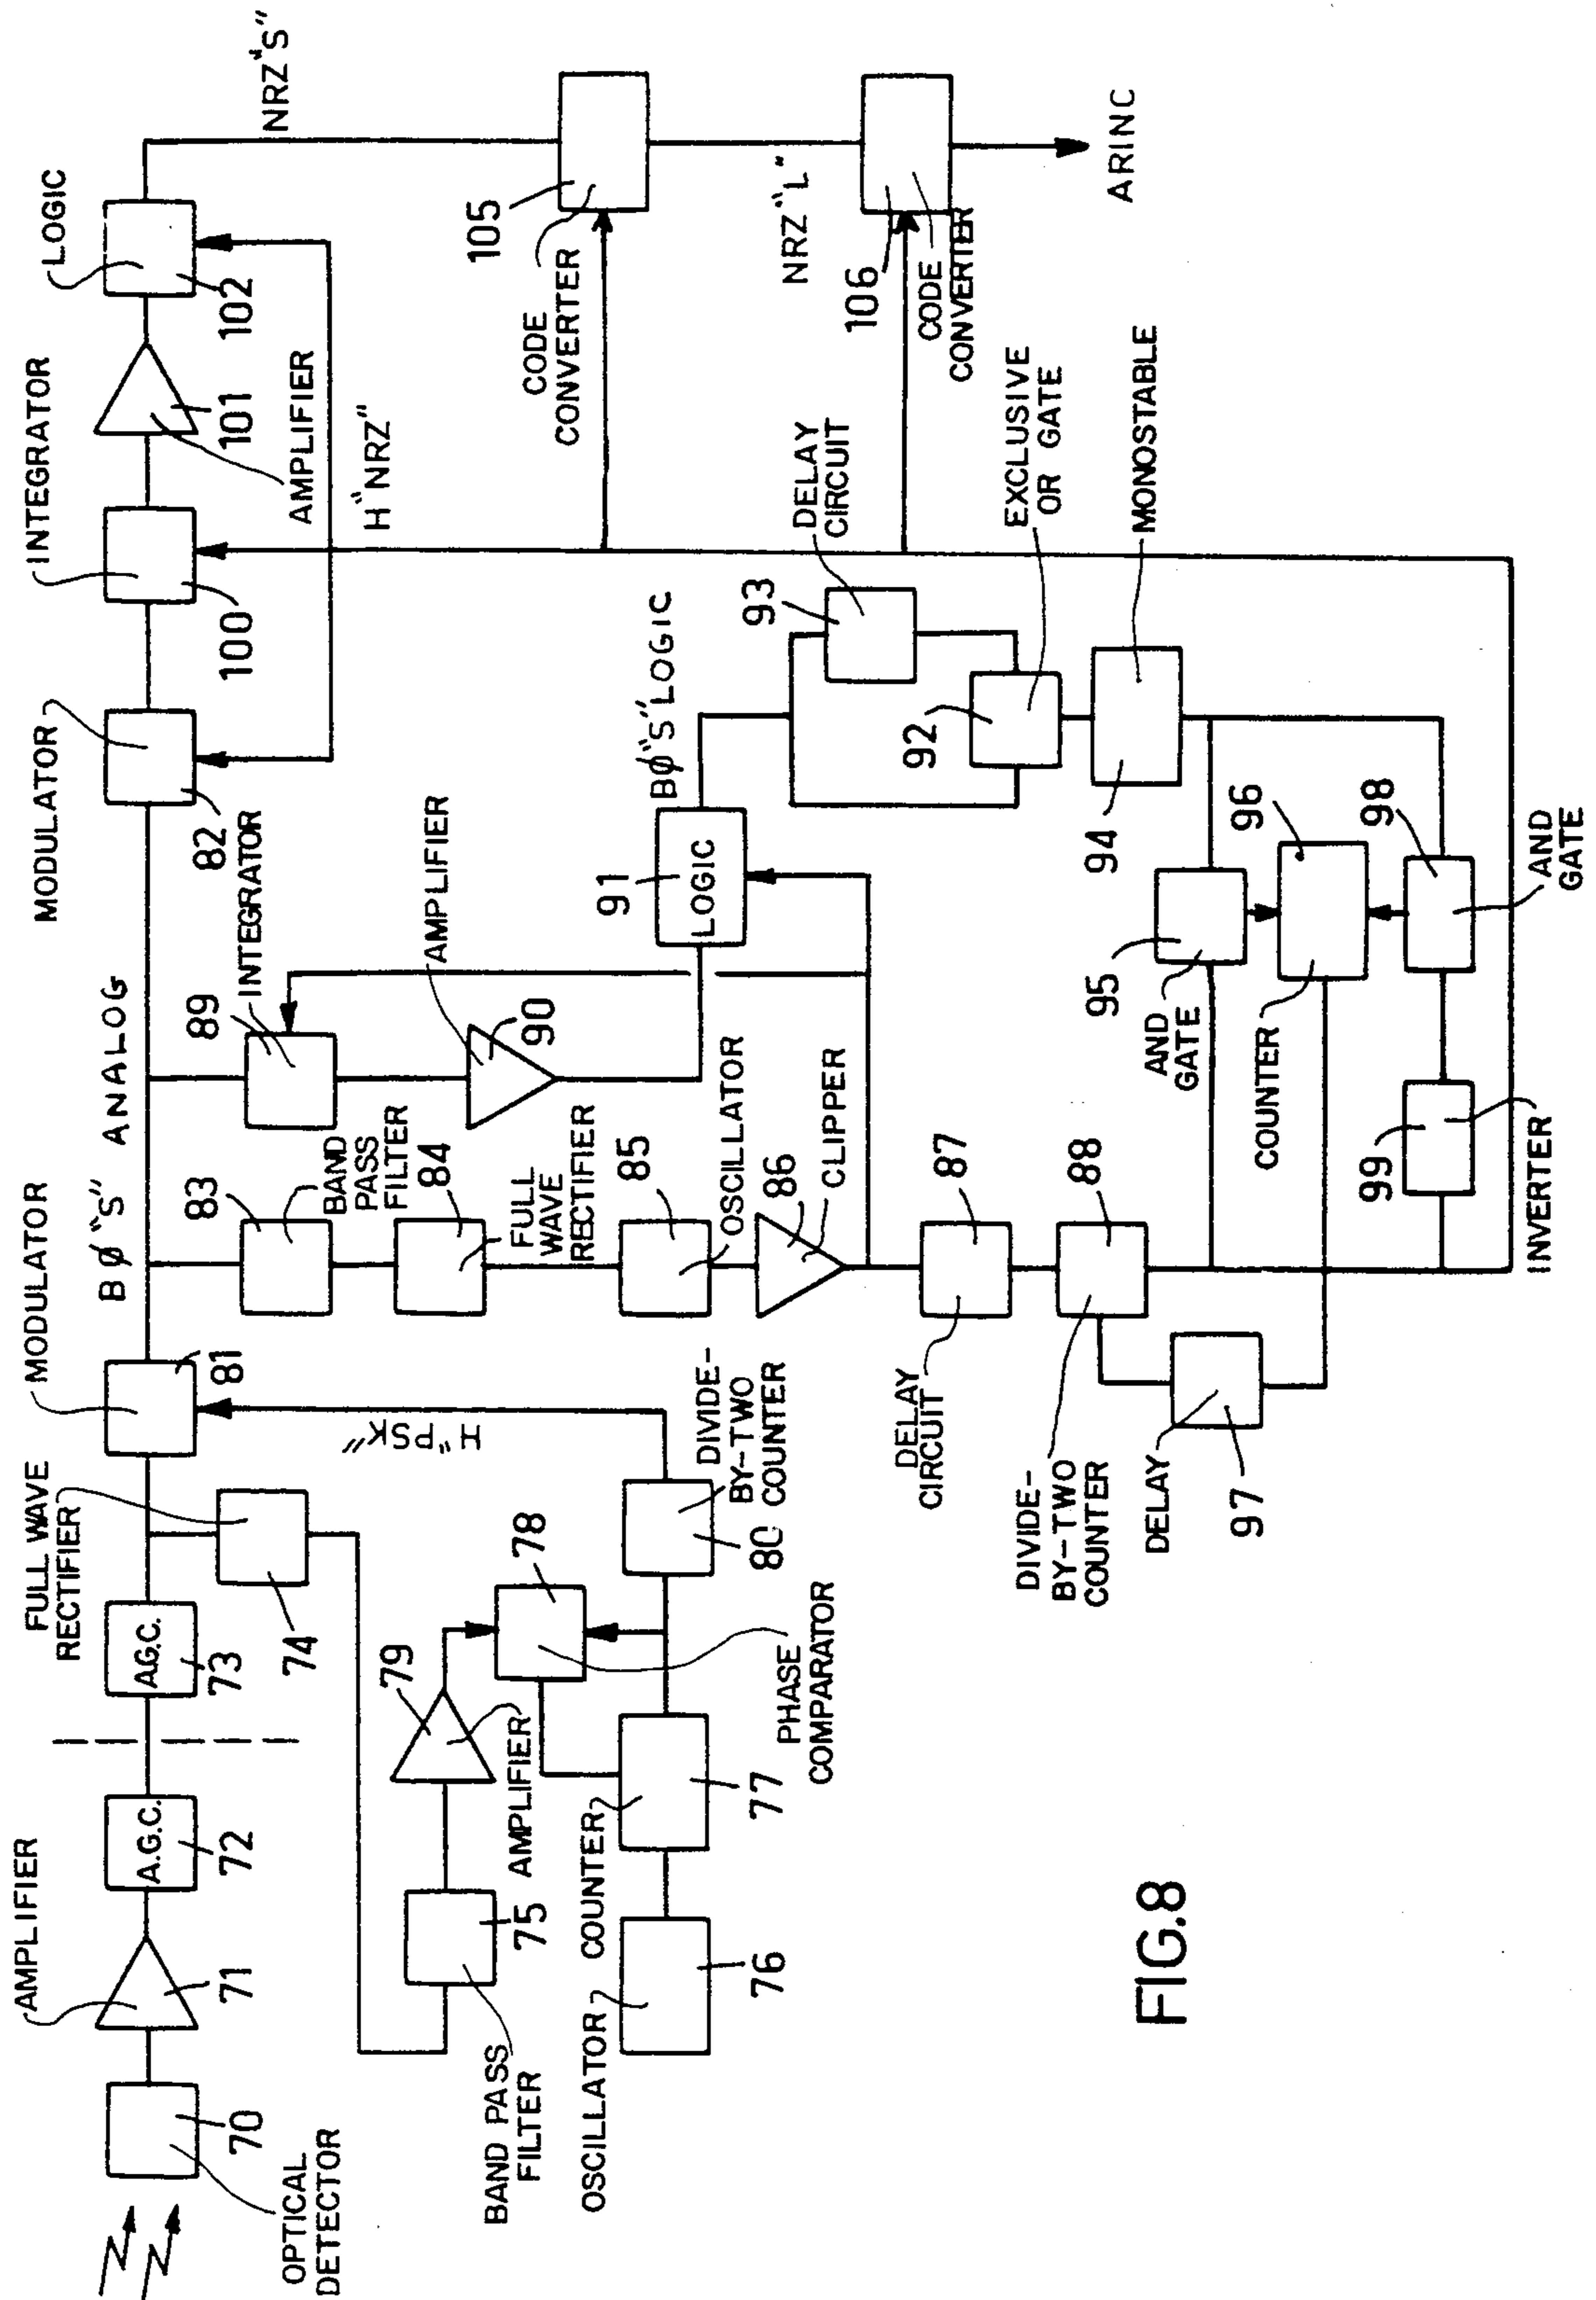 AMPLIFIER
71
70
OPTICAL
DETECTOR
A.G.C.
72
A.G.C.
73
FULL WAVE
RECTIFIER
74
BAND PASS
FILTER
75
79
AMPLIFIER
OSCILLATOR
76
COUNTER
77
78
PHASE
COMPARATOR
80
DIVIDE-
BY-TWO
COUNTER
H"PSK"
MODULATOR
81
BØ "S" ANALOG
83
BAND
PASS
FILTER
84
FULL
WAVE
RECTIFIER
85
OSCILLATOR
86
CLIPPER
87
DELAY
CIRCUIT
88
DIVIDE-
BY-TWO
COUNTER
DELAY
97
89
INTEGRATOR
AMPLIFIER
90
91
LOGIC
BØ"S"LOGIC
93
DELAY
CIRCUIT
92
EXCLUSIVE
OR GATE
94
MONOSTABLE
95
AND
GATE
96
COUNTER
98
AND
GATE
99
INVERTER
MODULATOR
82
INTEGRATOR
100
101
AMPLIFIER
LOGIC
102
H"NRZ"
NRZ"S"
105
CODE
CONVERTER
NRZ"L"
106
CODE
CONVERTER
ARINC
FIG.8